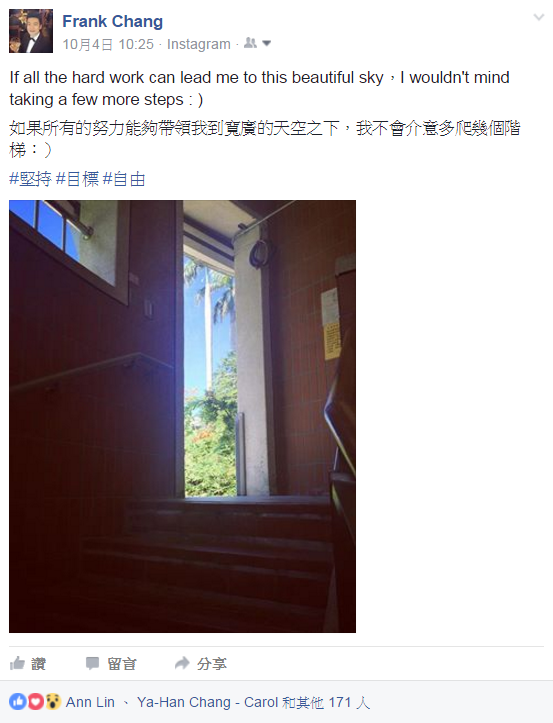 Frank Chang
10月4日 10:25 · Instagram ·
If all the hard work can lead me to this beautiful sky，I wouldn't mind
taking a few more steps : )
如果所有的努力能夠帶領我到寬廣的天空之下，我不會介意多爬幾個階
梯：）
#堅持 #目標 #自由
讚 留言 分享
Ann Lin 、 Ya-Han Chang - Carol 和其他 171 人